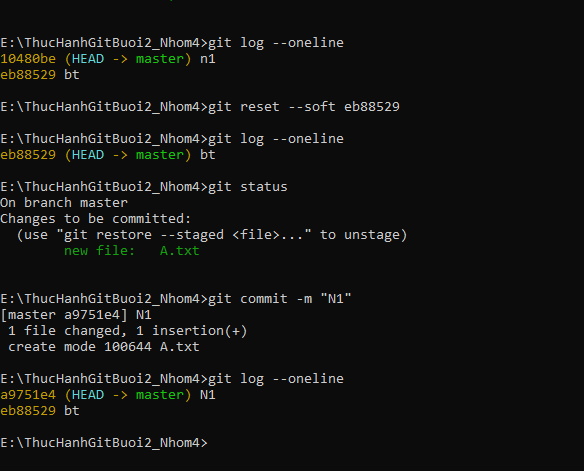 E:\ThucHanhGitBuoi2_Nhom4>git log --oneline
10480be (HEAD -> master) n1
eb88529 bt
E:\ThucHanhGitBuoi2_Nhom4>git reset --soft eb88529
E:\ThucHanhGitBuoi2_Nhom4>git log --oneline
eb88529 (HEAD -> master) bt
E:\ThucHanhGitBuoi2_Nhom4>git status
On branch master
Changes to be committed:
  (use "git restore --staged <file>..." to unstage)
        new file:   A.txt
E:\ThucHanhGitBuoi2_Nhom4>git commit -m "N1"
[master a9751e4] N1
 1 file changed, 1 insertion(+)
 create mode 100644 A.txt
E:\ThucHanhGitBuoi2_Nhom4>git log --oneline
a9751e4 (HEAD -> master) N1
eb88529 bt
E:\ThucHanhGitBuoi2_Nhom4>